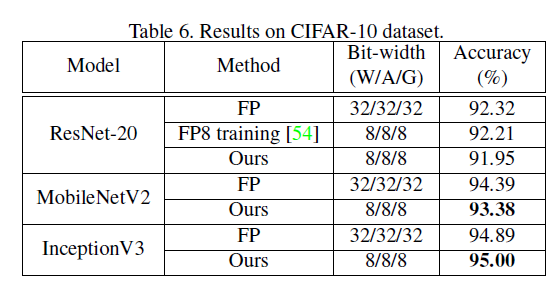 Table 6. Results on CIFAR-10 dataset.
Model Method Bit-width (W/A/G) Accuracy (%)
ResNet-20 FP 32/32/32 92.32
FP8 training [54] 8/8/8 92.21
Ours 8/8/8 91.95
MobileNetV2 FP 32/32/32 94.39
Ours 8/8/8 93.38
InceptionV3 FP 32/32/32 94.89
Ours 8/8/8 95.00